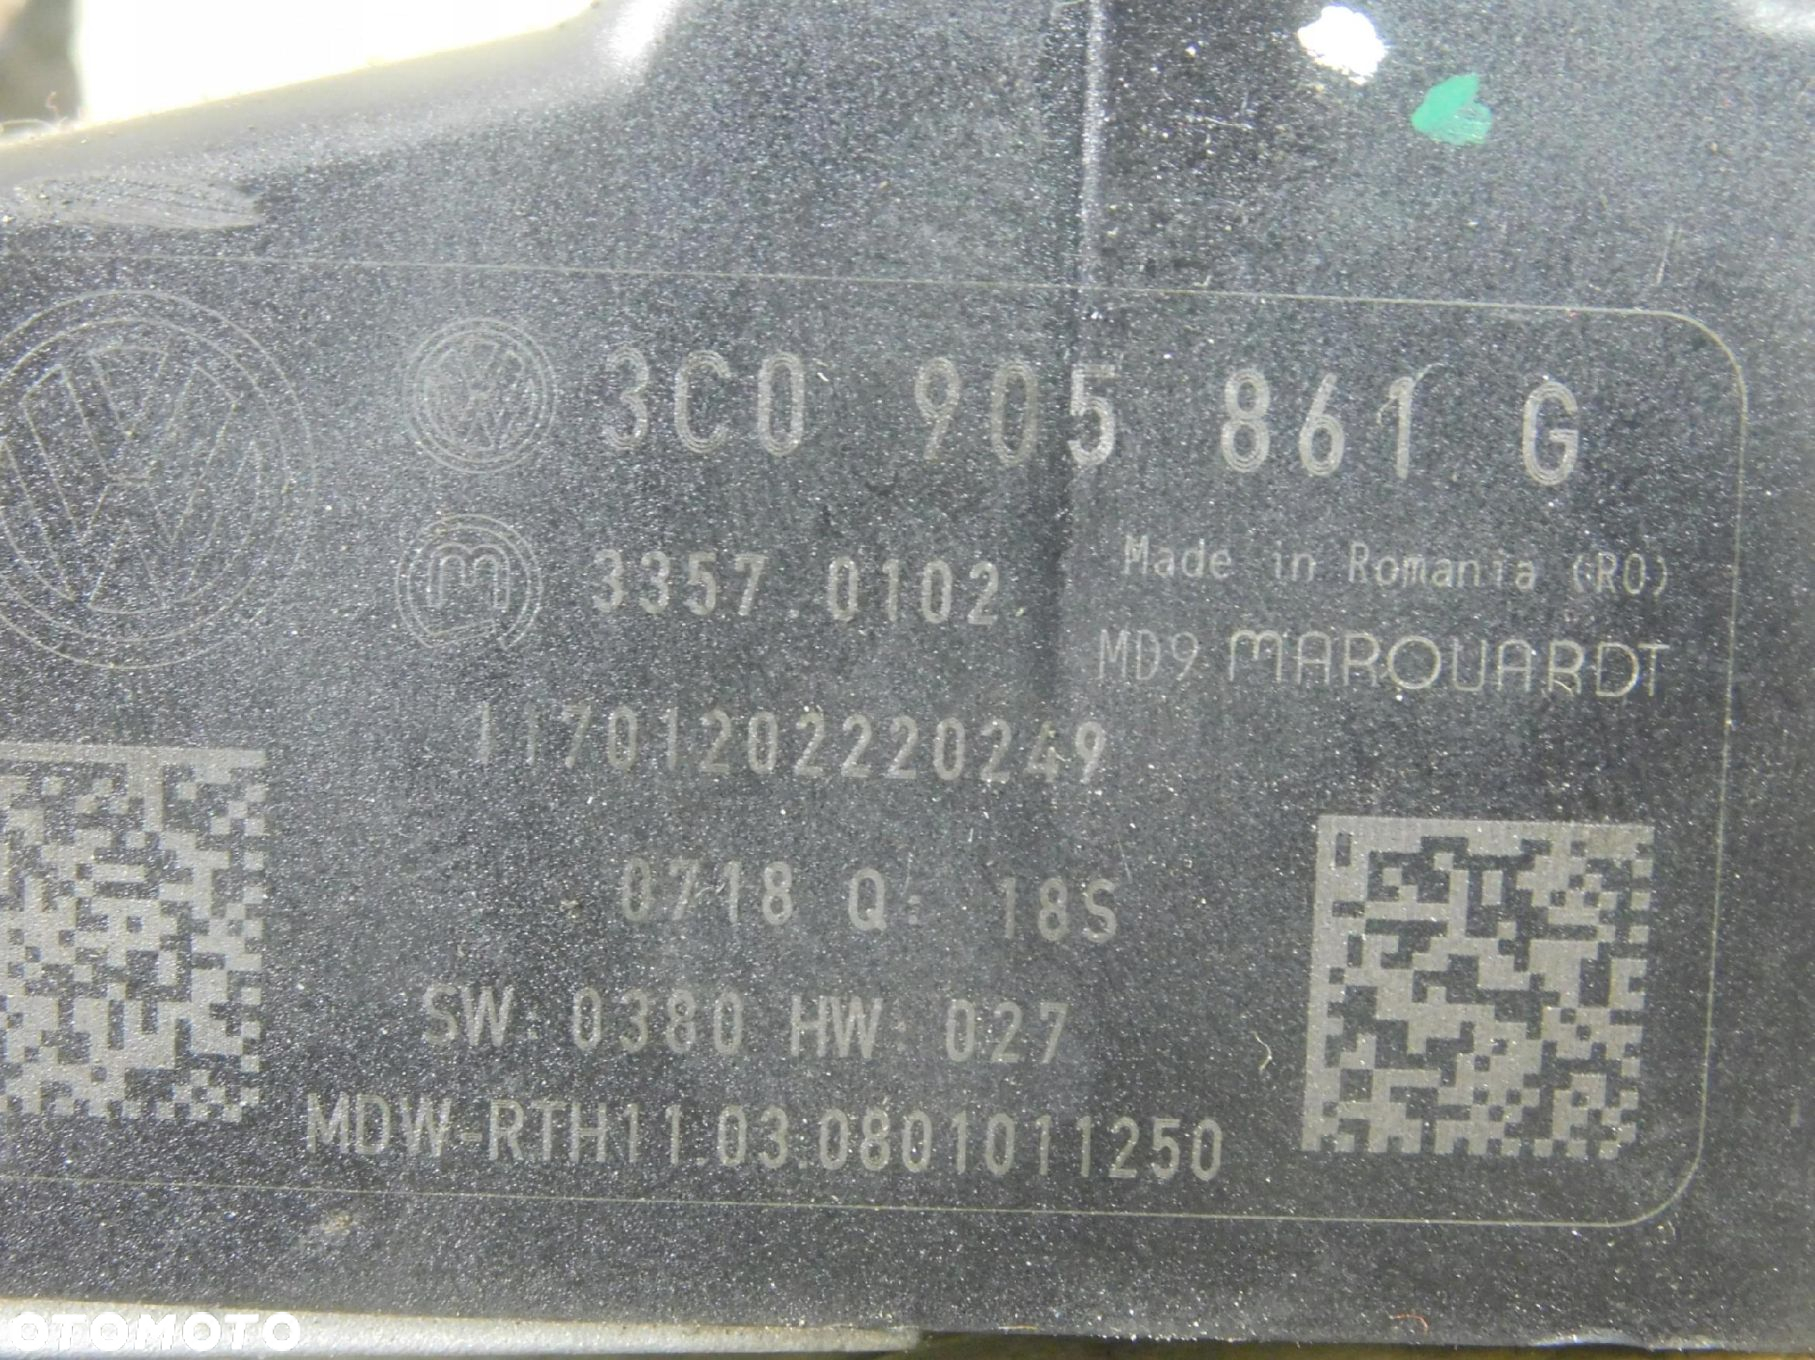 3C0 905 861 G
3357.0102
Made in Romania (RO)
MD9 MARQUARDT
11701202220249
0718 Q: 18S
SW: 0380 HW: 027
MDW-RTH11.03.0801011250
OTOMOTO